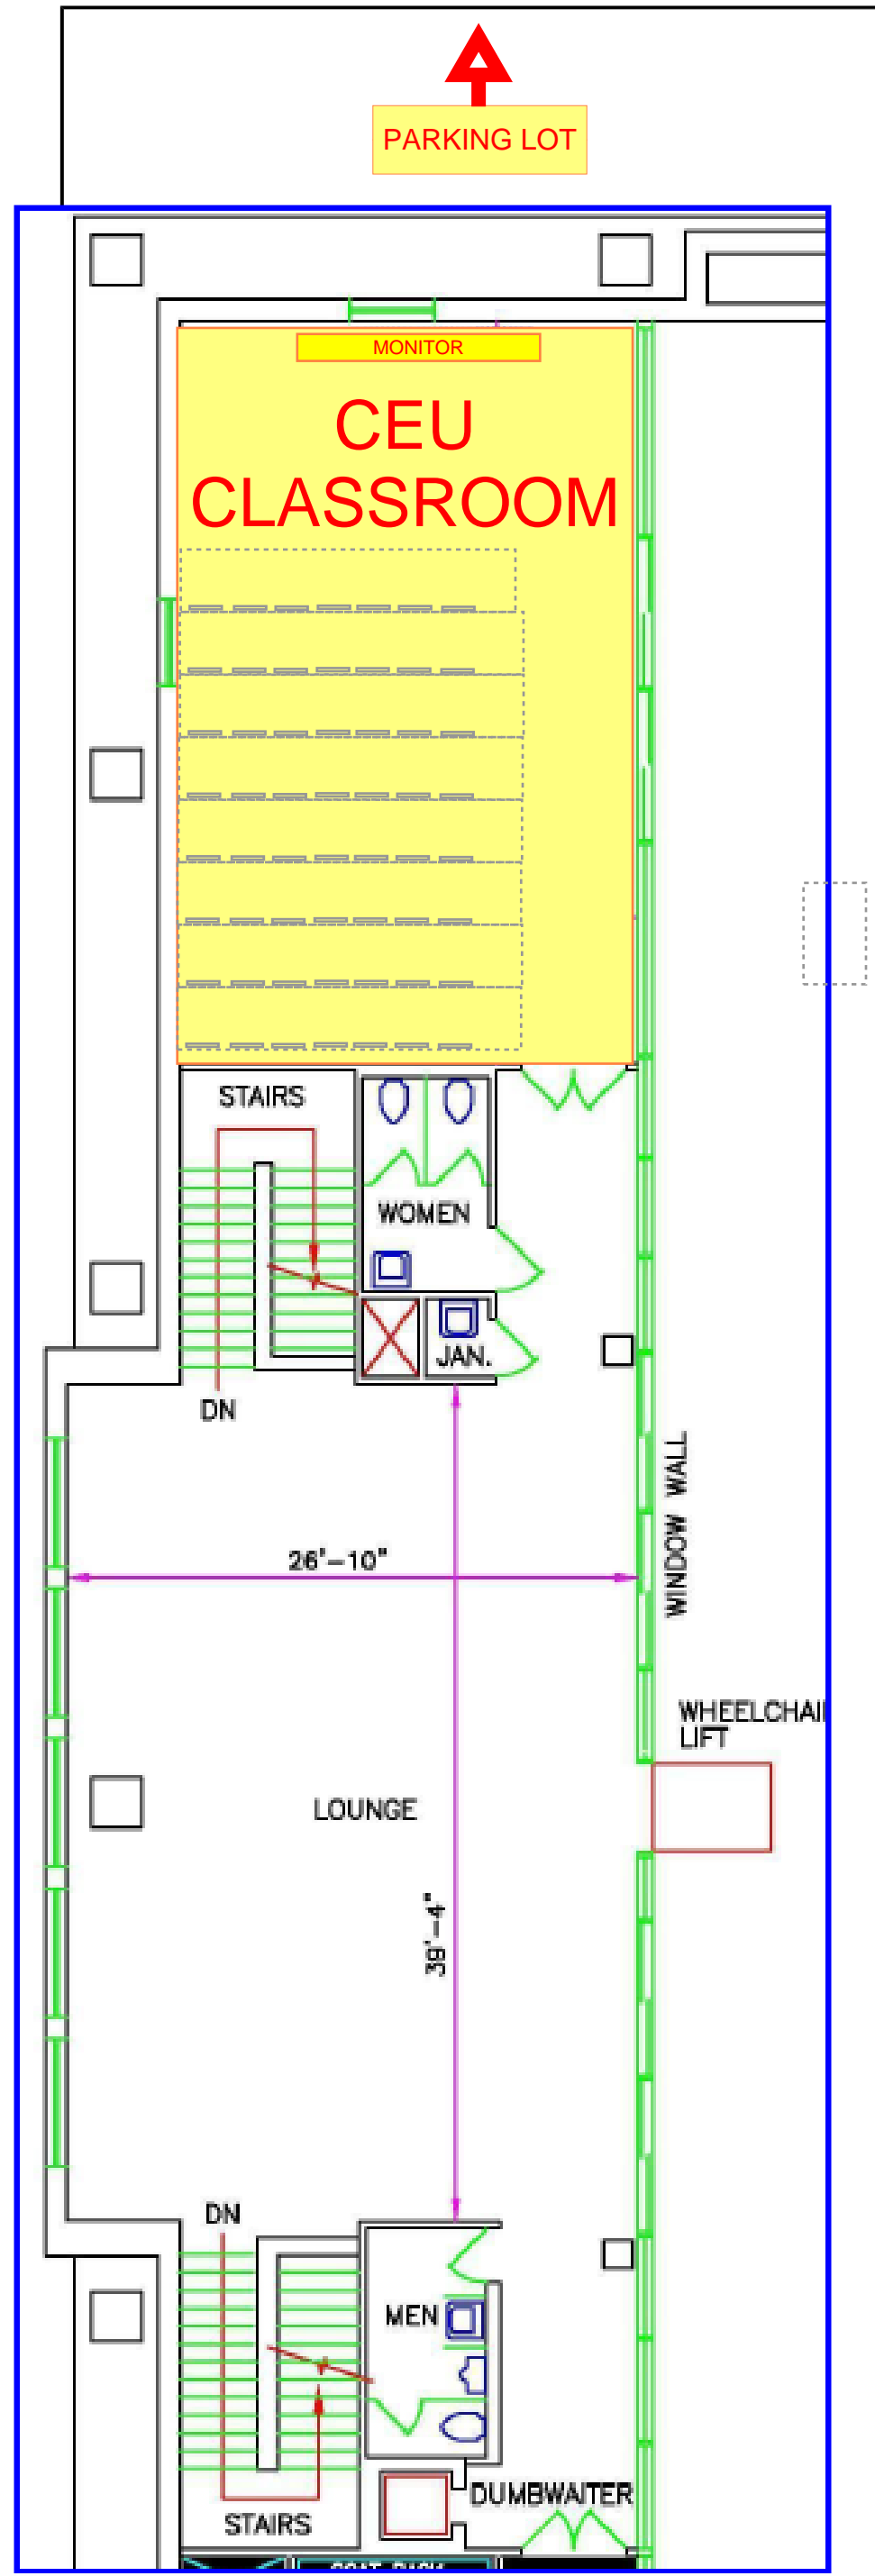 PARKING LOT
MONITOR
CEU
CLASSROOM
STAIRS
WOMEN
JAN.
DN
WINDOW WALL
26'-10"
WHEELCHAI
LIFT
LOUNGE
39'-4"
DN
MEN
DUMBWAITER
STAIRS